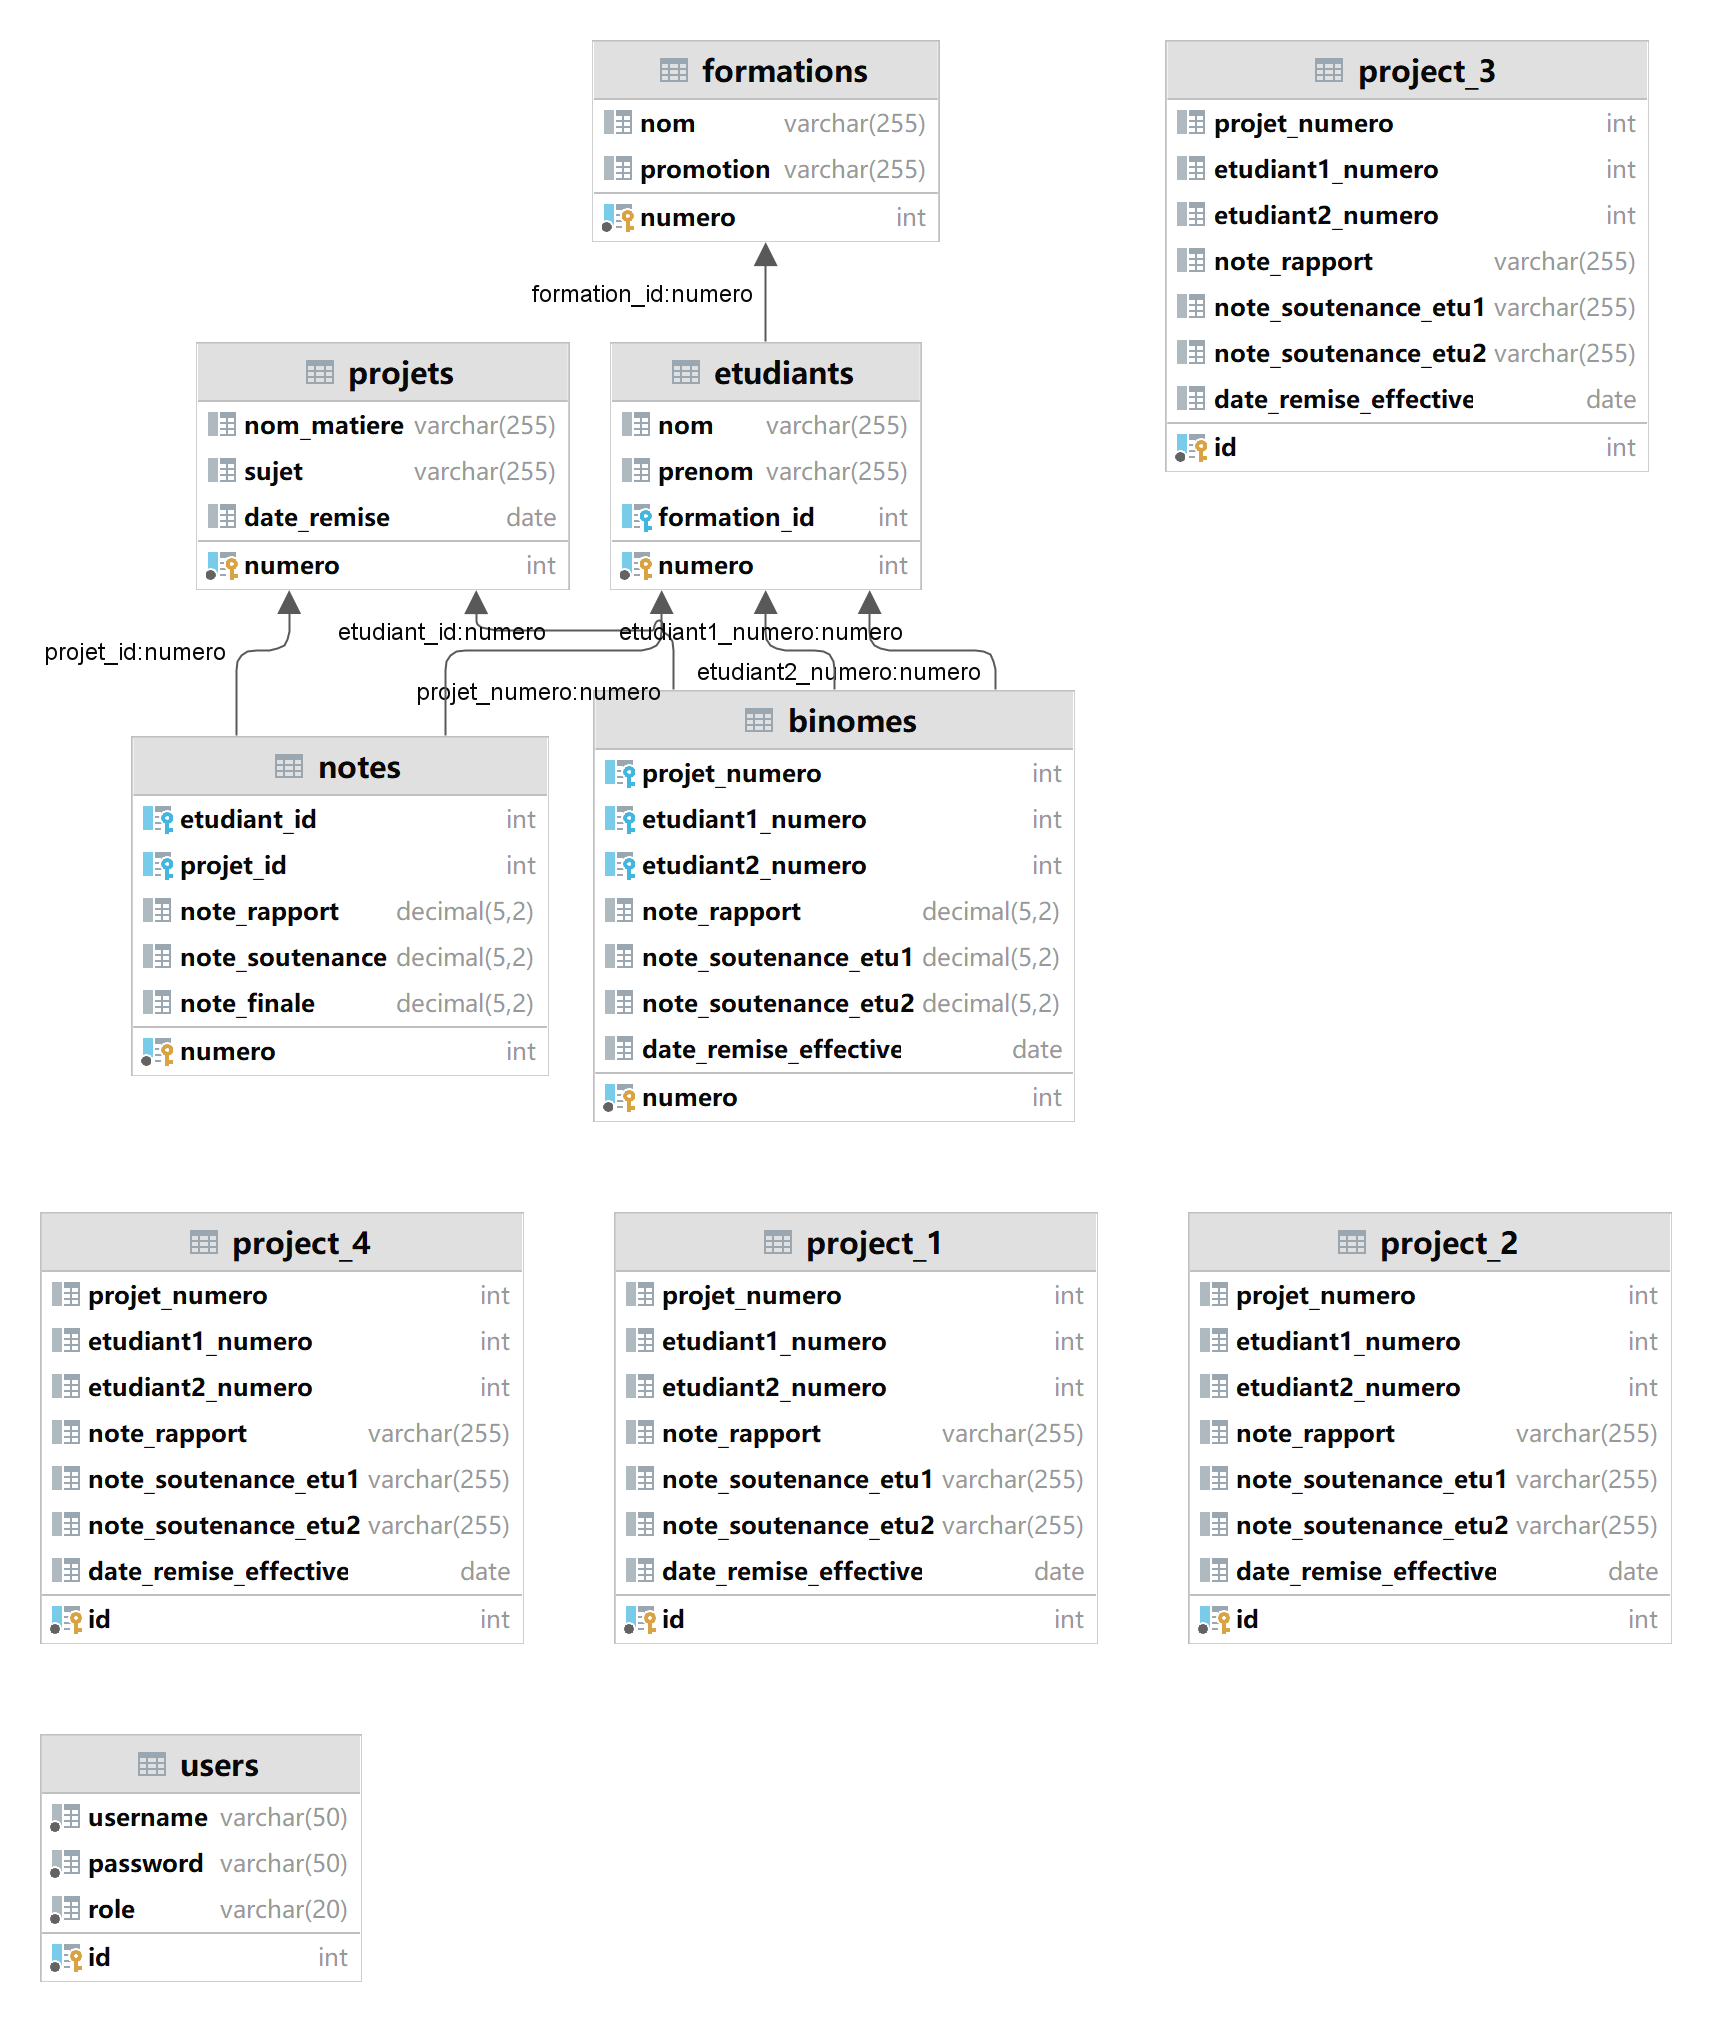 formations
nom varchar(255)
promotion varchar(255)
numero int
project_3
projet_numero int
etudiant1_numero int
etudiant2_numero int
note_rapport varchar(255)
note_soutenance_etu1 varchar(255)
note_soutenance_etu2 varchar(255)
date_remise_effective date
id int
formation_id:numero
projets
nom_matiere varchar(255)
sujet varchar(255)
date_remise date
numero int
etudiants
nom varchar(255)
prenom varchar(255)
formation_id int
numero int
projet_id:numero
etudiant_id:numero
etudiant1_numero:numero
etudiant2_numero:numero
projet_numero:numero
notes
etudiant_id int
projet_id int
note_rapport decimal(5,2)
note_soutenance decimal(5,2)
note_finale decimal(5,2)
numero int
binomes
projet_numero int
etudiant1_numero int
etudiant2_numero int
note_rapport decimal(5,2)
note_soutenance_etu1 decimal(5,2)
note_soutenance_etu2 decimal(5,2)
date_remise_effective date
numero int
project_4
projet_numero int
etudiant1_numero int
etudiant2_numero int
note_rapport varchar(255)
note_soutenance_etu1 varchar(255)
note_soutenance_etu2 varchar(255)
date_remise_effective date
id int
project_1
projet_numero int
etudiant1_numero int
etudiant2_numero int
note_rapport varchar(255)
note_soutenance_etu1 varchar(255)
note_soutenance_etu2 varchar(255)
date_remise_effective date
id int
project_2
projet_numero int
etudiant1_numero int
etudiant2_numero int
note_rapport varchar(255)
note_soutenance_etu1 varchar(255)
note_soutenance_etu2 varchar(255)
date_remise_effective date
id int
users
username varchar(50)
password varchar(50)
role varchar(20)
id int